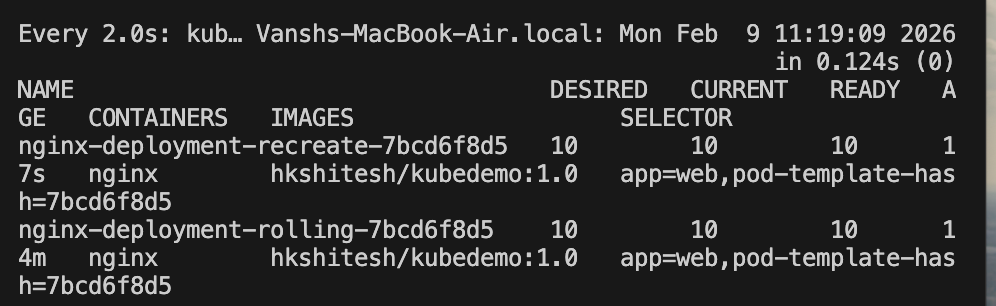 Every 2.0s: kub… Vanshs-MacBook-Air.local: Mon Feb  9 11:19:09 2026
in 0.124s (0)
NAME                                  DESIRED   CURRENT   READY   A
GE   CONTAINERS   IMAGES                   SELECTOR
nginx-deployment-recreate-7bcd6f8d5   10        10        10      1
7s   nginx        hkshitesh/kubedemo:1.0   app=web,pod-template-has
h=7bcd6f8d5
nginx-deployment-rolling-7bcd6f8d5    10        10        10      1
4m   nginx        hkshitesh/kubedemo:1.0   app=web,pod-template-has
h=7bcd6f8d5